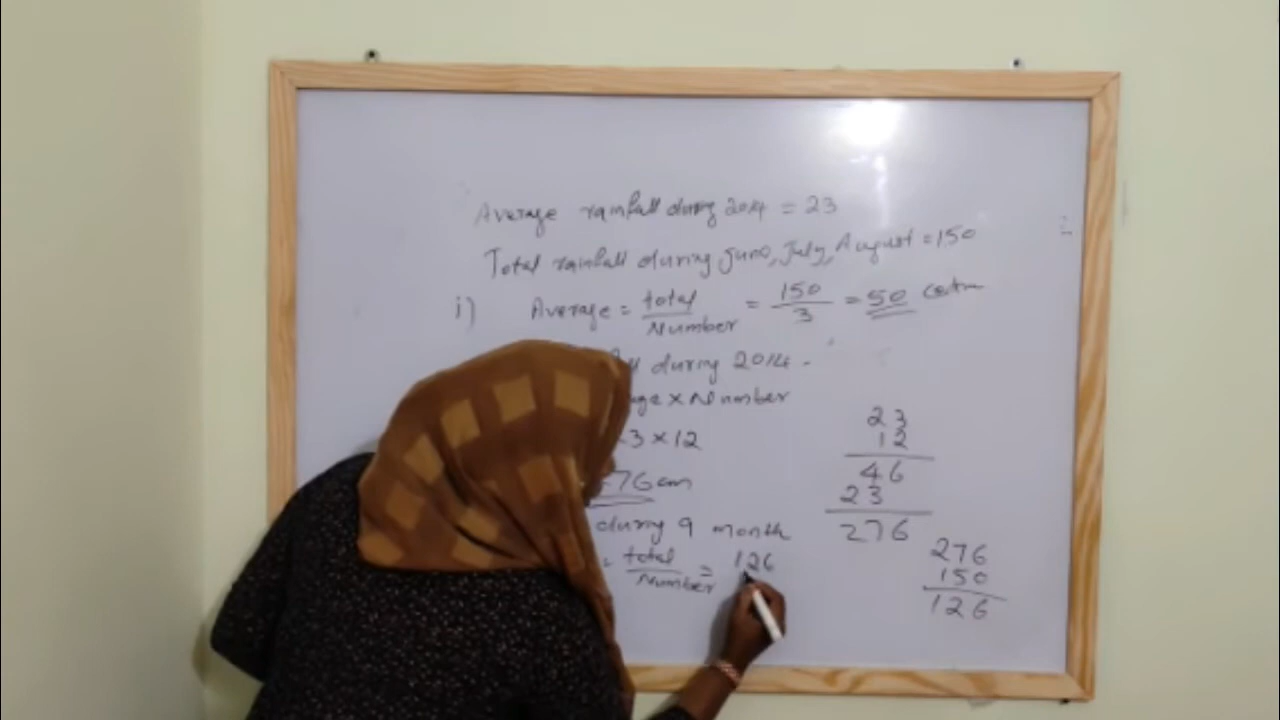 Average rainfall during 2014 = 23
Total rainfall during June, July, August = 150
i) Average = total / Number = 150 / 3 = 50
during 2014
× Number
3 × 12
76 cm
during 9 month
= total / Number = 126
23
12
46
23
276
276
150
126